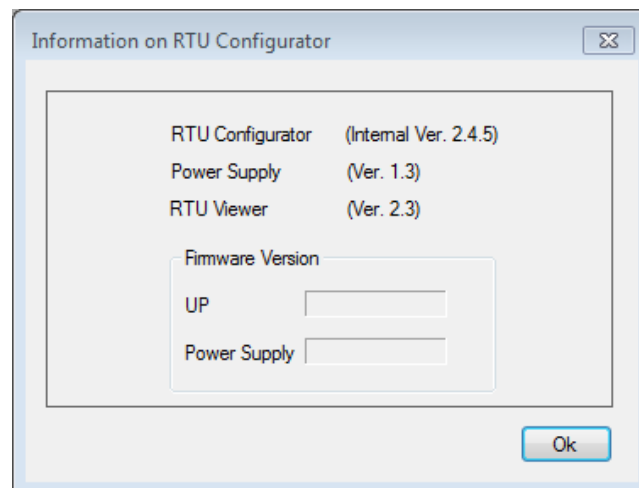 Information on RTU Configurator
RTU Configurator (Internal Ver. 2.4.5)
Power Supply (Ver. 1.3)
RTU Viewer (Ver. 2.3)
Firmware Version
UP
Power Supply
Ok